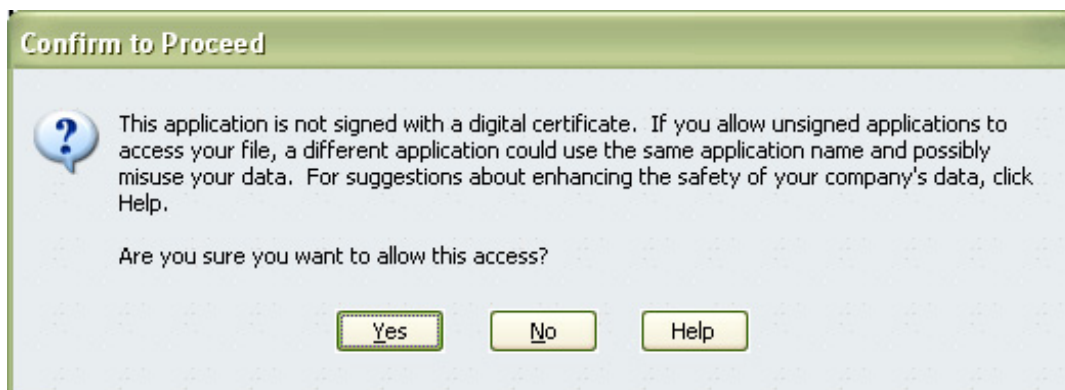 Confirm to Proceed
This application is not signed with a digital certificate.  If you allow unsigned applications to
access your file, a different application could use the same application name and possibly
misuse your data.  For suggestions about enhancing the safety of your company's data, click
Help.
Are you sure you want to allow this access?
Yes No Help